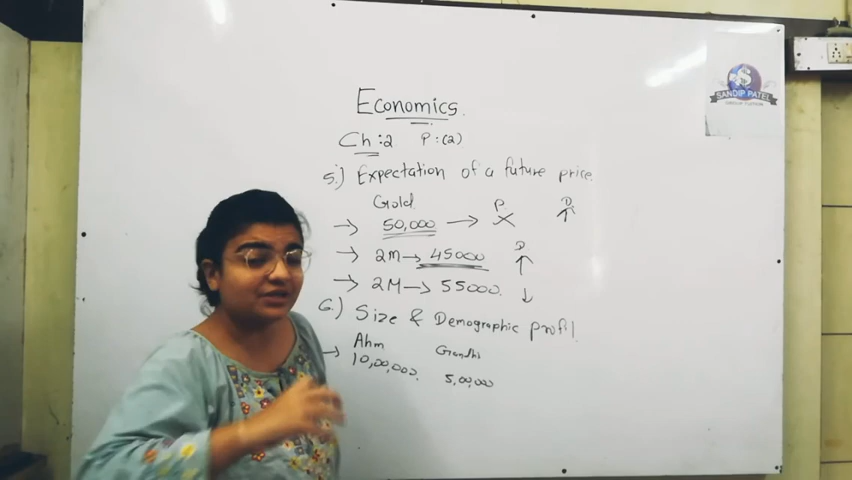 Economics.
Ch:2 P:(2)
5.) Expectation of a future price.
Gold P D
→ 50,000 → × ↑
→ 2M → 45000 D ↑
→ 2M → 55000. ↓
6.) Size & Demographic profil.
Ahm Gandhi
→ 10,00,000. 5,00,000
SANDIP PATEL